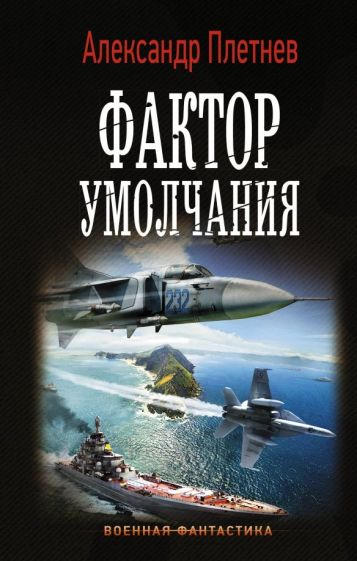 Александр Плетнев
ФАКТОР
УМОЛЧАНИЯ
232
ВОЕННАЯ ФАНТАСТИКА